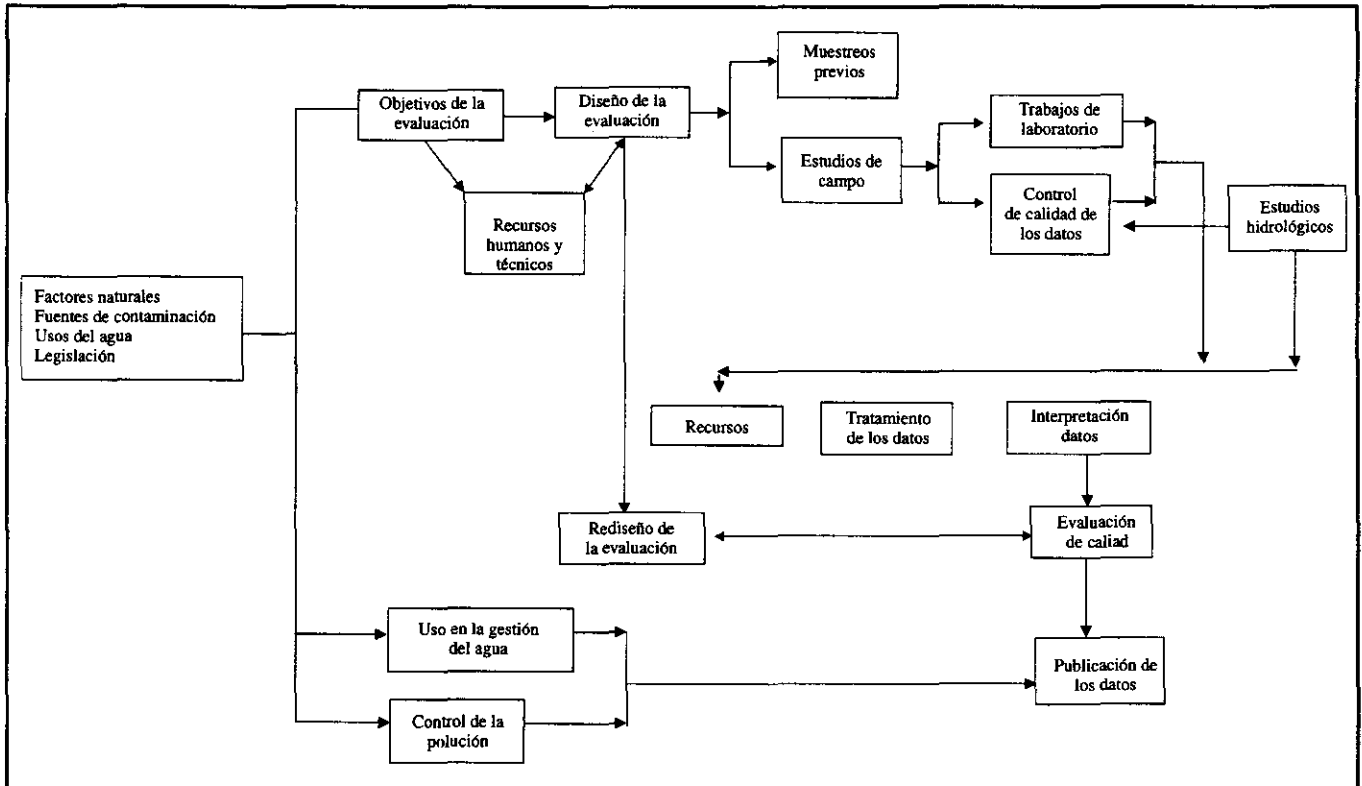 Muestreos
previos
Objetivos de la
evaluación
Diseño de la
evaluación
Trabajos de
laboratorio
Estudios de
campo
Control
de calidad de
los datos
Estudios
hidrológicos
Recursos
humanos y
técnicos
Factores naturales
Fuentes de contaminación
Usos del agua
Legislación
Recursos
Tratamiento
de los datos
Interpretación
datos
Rediseño de
la evaluación
Evaluación
de caliad
Uso en la gestión
del agua
Publicación de
los datos
Control de la
polución